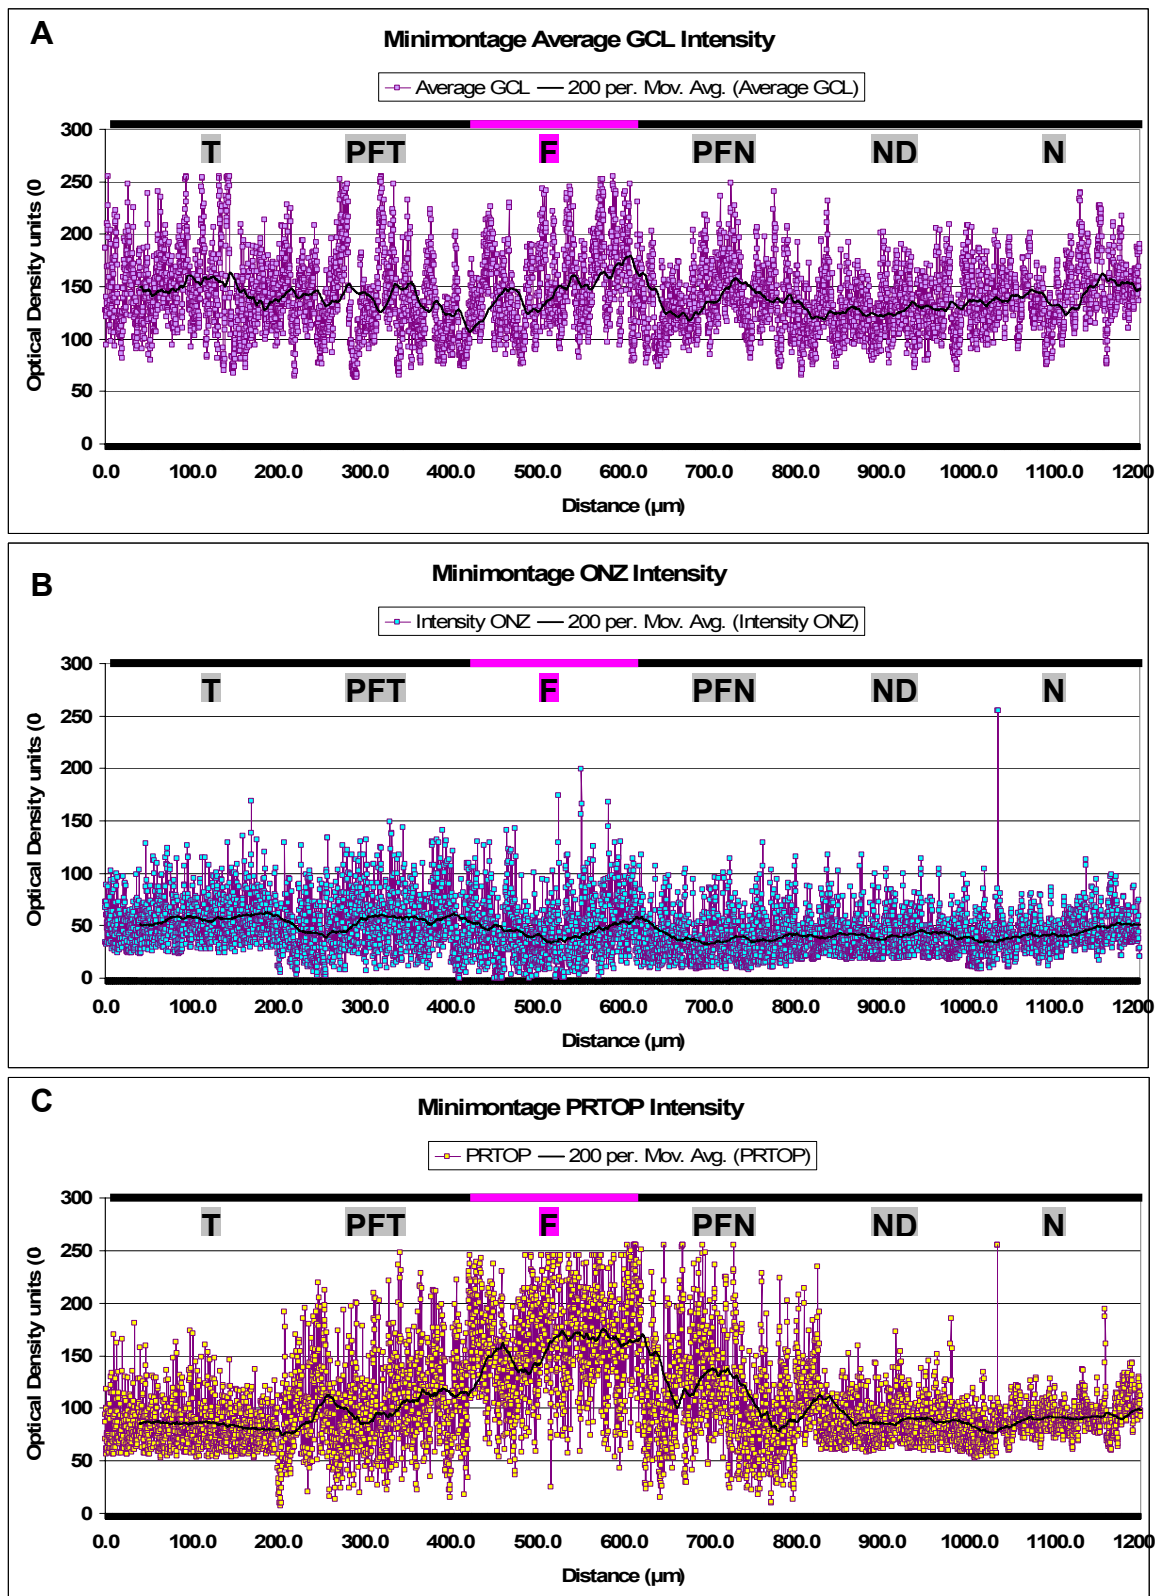 A
Minimontage Average GCL Intensity
Average GCL 200 per. Mov. Avg. (Average GCL)
300
250
200
150
100
50
0
T PFT F PFN ND N
Optical Density units (0
0.0 100.0 200.0 300.0 400.0 500.0 600.0 700.0 800.0 900.0 1000.0 1100.0 1200
Distance (µm)
B
Minimontage ONZ Intensity
Intensity ONZ 200 per. Mov. Avg. (Intensity ONZ)
300
250
200
150
100
50
0
T PFT F PFN ND N
Optical Density units (0
0.0 100.0 200.0 300.0 400.0 500.0 600.0 700.0 800.0 900.0 1000.0 1100.0 1200
Distance (µm)
C
Minimontage PRTOP Intensity
PRTOP 200 per. Mov. Avg. (PRTOP)
300
250
200
150
100
50
0
T PFT F PFN ND N
Optical Density units (0
0.0 100.0 200.0 300.0 400.0 500.0 600.0 700.0 800.0 900.0 1000.0 1100.0 1200
Distance (µm)